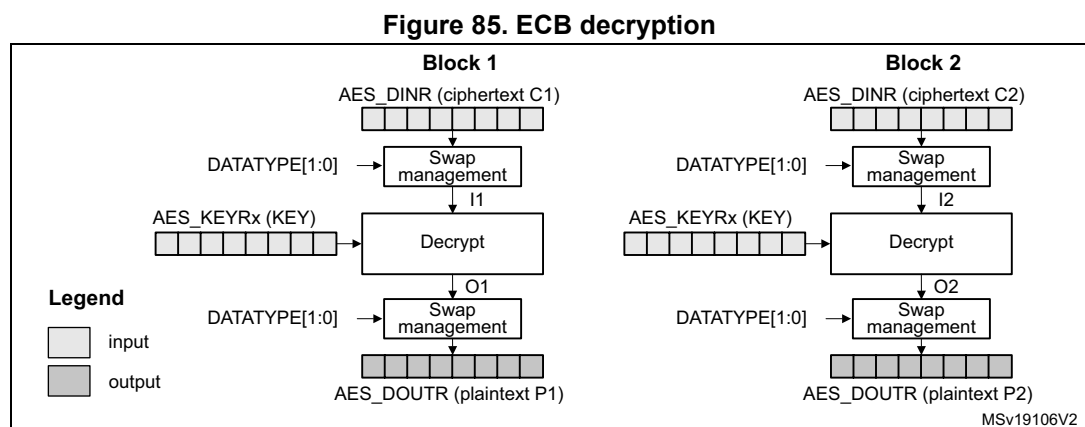 Figure 85. ECB decryption
Block 1
AES_DINR (ciphertext C1)
DATATYPE[1:0]
Swap
management
I1
AES_KEYRx (KEY)
Decrypt
O1
DATATYPE[1:0]
Swap
management
AES_DOUTR (plaintext P1)
Block 2
AES_DINR (ciphertext C2)
DATATYPE[1:0]
Swap
management
I2
AES_KEYRx (KEY)
Decrypt
O2
DATATYPE[1:0]
Swap
management
AES_DOUTR (plaintext P2)
Legend
input
output
MSv19106V2